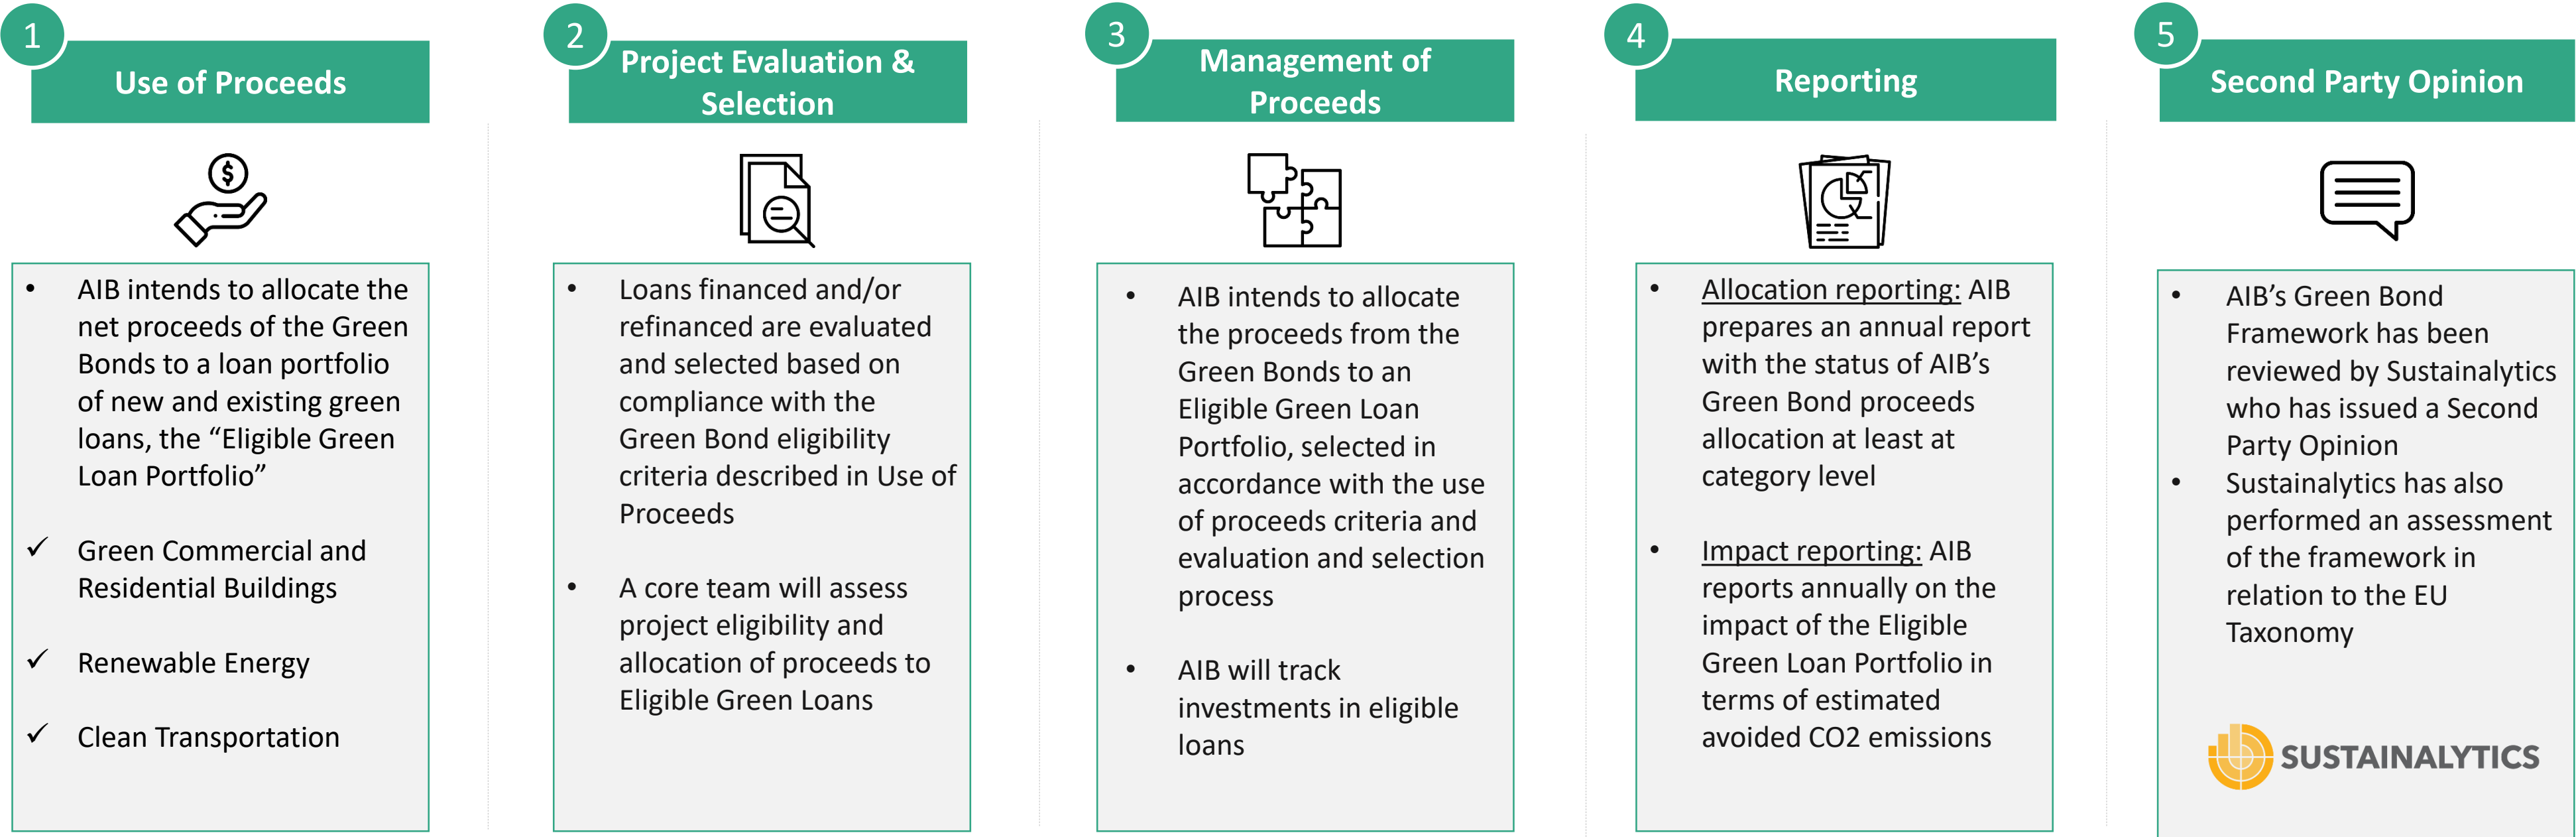 1
Use of Proceeds
$
• AIB intends to allocate the
net proceeds of the Green
Bonds to a loan portfolio
of new and existing green
loans, the “Eligible Green
Loan Portfolio”
✓ Green Commercial and
Residential Buildings
✓ Renewable Energy
✓ Clean Transportation
2
Project Evaluation &
Selection
• Loans financed and/or
refinanced are evaluated
and selected based on
compliance with the
Green Bond eligibility
criteria described in Use of
Proceeds
• A core team will assess
project eligibility and
allocation of proceeds to
Eligible Green Loans
3
Management of
Proceeds
• AIB intends to allocate
the proceeds from the
Green Bonds to an
Eligible Green Loan
Portfolio, selected in
accordance with the use
of proceeds criteria and
evaluation and selection
process
• AIB will track
investments in eligible
loans
4
Reporting
• Allocation reporting: AIB
prepares an annual report
with the status of AIB’s
Green Bond proceeds
allocation at least at
category level
• Impact reporting: AIB
reports annually on the
impact of the Eligible
Green Loan Portfolio in
terms of estimated
avoided CO2 emissions
5
Second Party Opinion
• AIB’s Green Bond
Framework has been
reviewed by Sustainalytics
who has issued a Second
Party Opinion
• Sustainalytics has also
performed an assessment
of the framework in
relation to the EU
Taxonomy
SUSTAINALYTICS